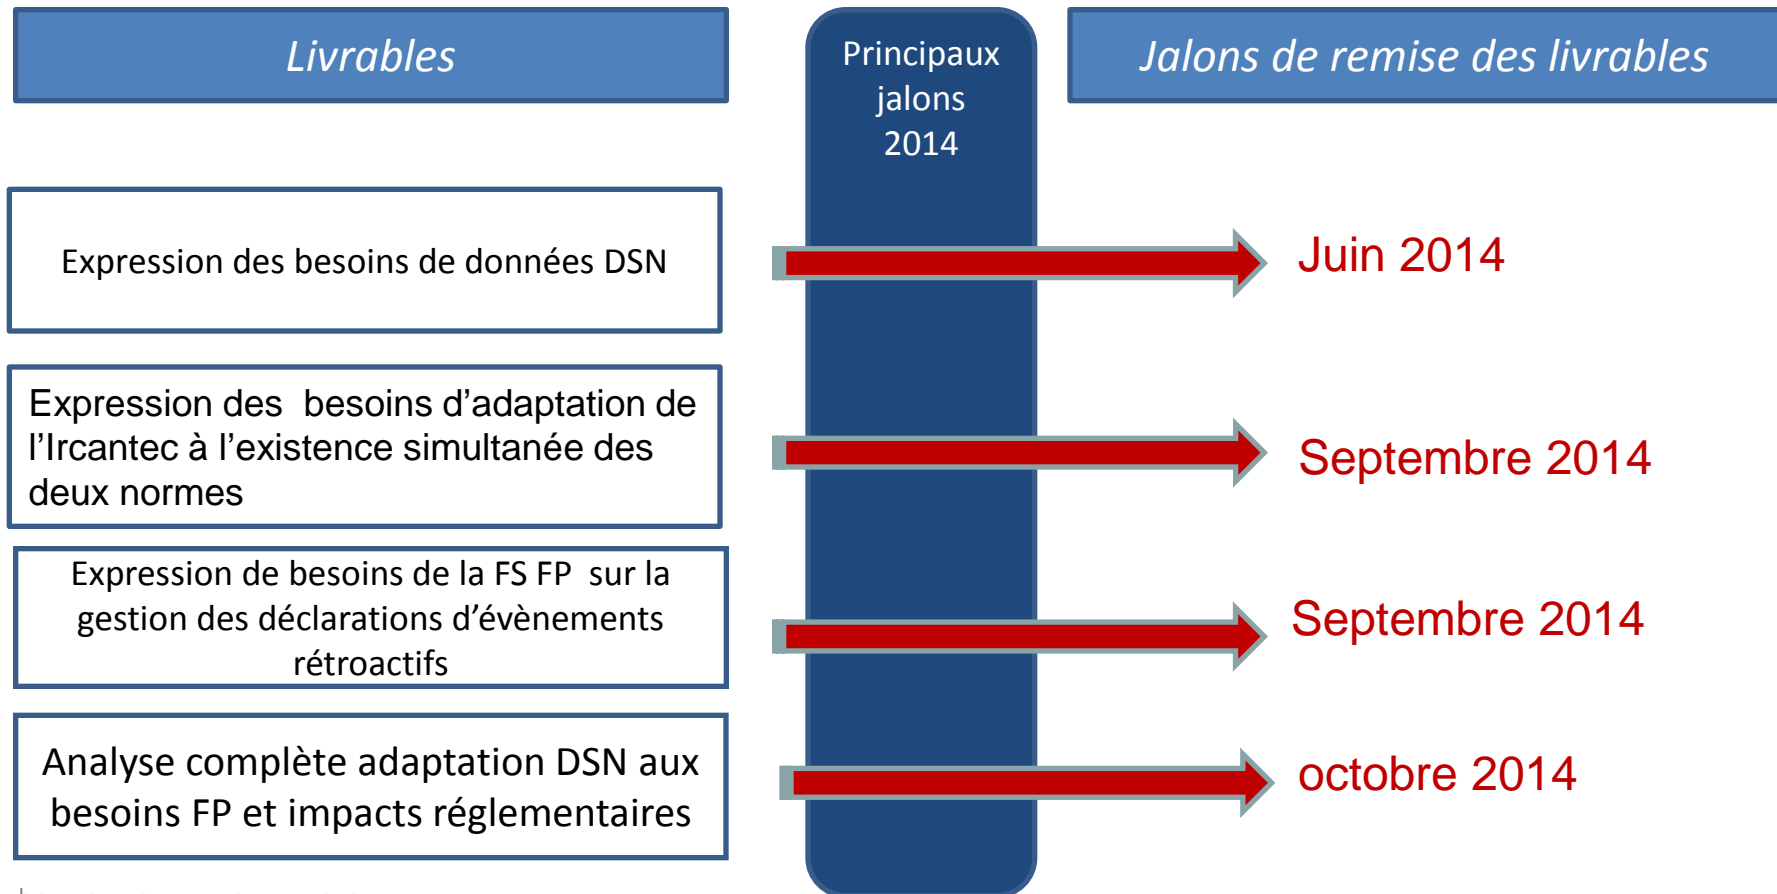 Livrables
Principaux
jalons
2014
Jalons de remise des livrables
Expression des besoins de données DSN
Juin 2014
Expression des  besoins d’adaptation de
l’Ircantec à l’existence simultanée des
deux normes
Septembre 2014
Expression de besoins de la FS FP  sur la
gestion des déclarations d’évènements
rétroactifs
Septembre 2014
Analyse complète adaptation DSN aux
besoins FP et impacts réglementaires
octobre 2014